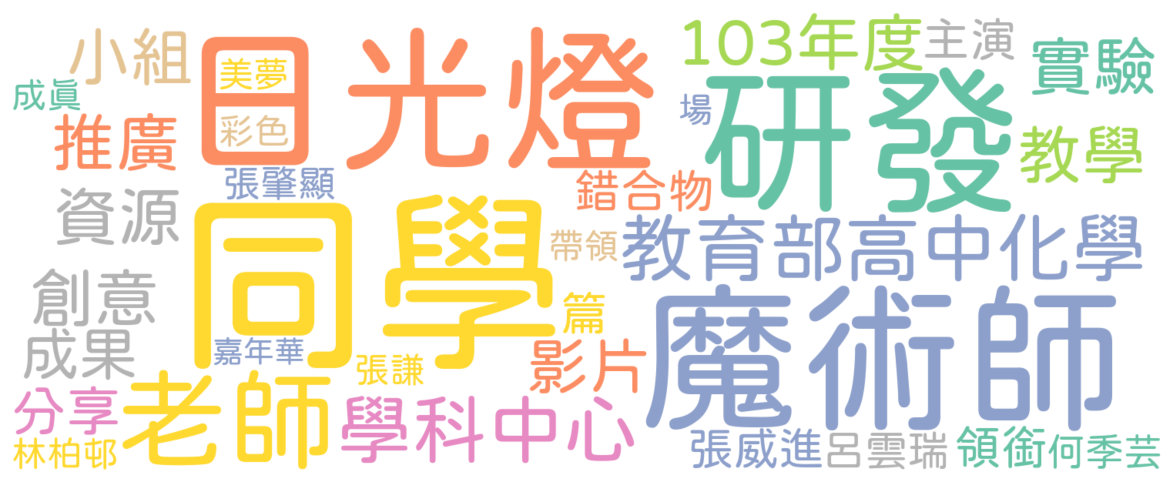 小組
日光燈
103年度
主演
實驗
美夢
成眞
彩色
場
研發
推廣
張肇顯
錯合物
教學
資源
同學
帶領
教育部高中化學
創意
篇
魔術師
成果
嘉年華
張謙
影片
分享
老師
學科中心
林柏邨
張威進
呂雲瑞
領銜
何季芸